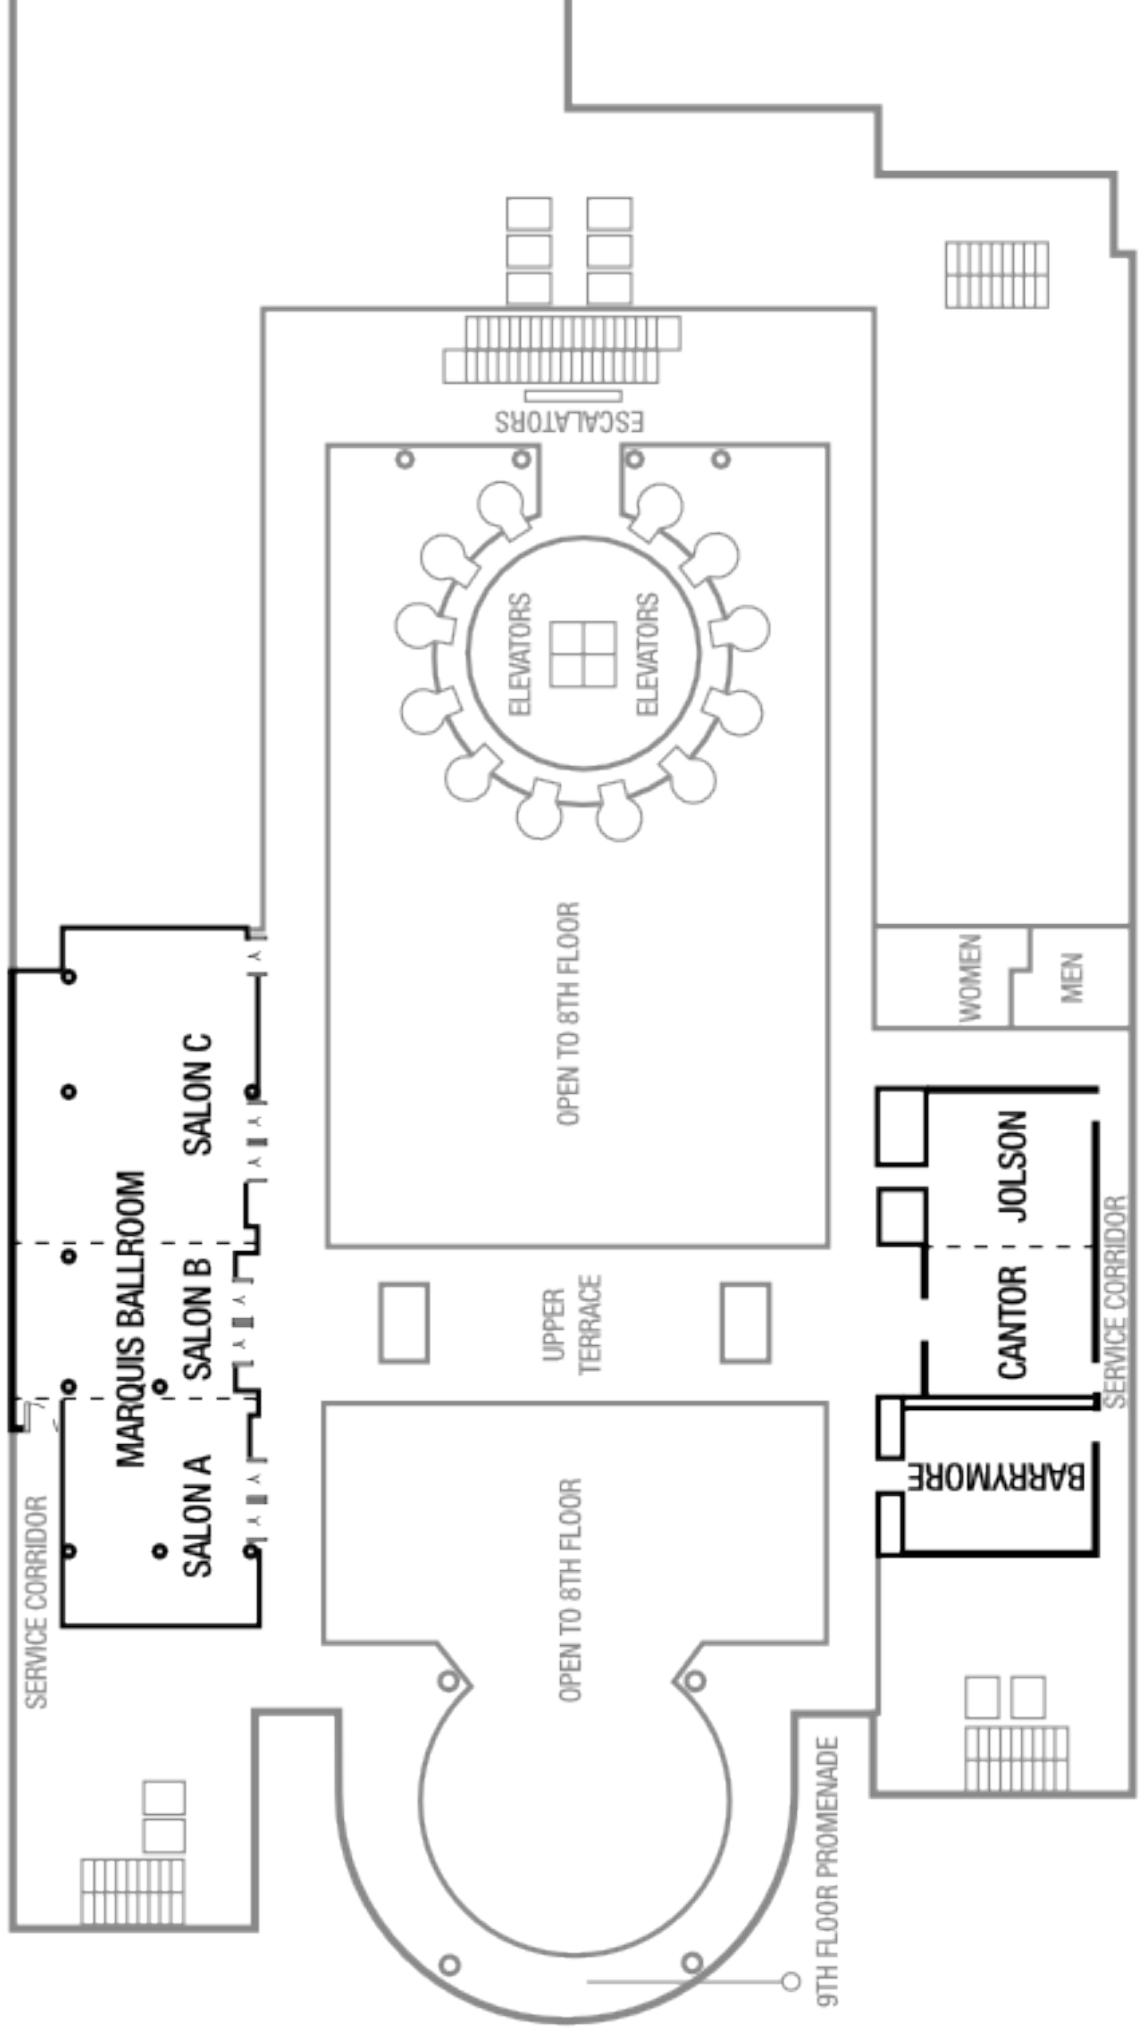 ESCALATORS
ELEVATORS
ELEVATORS
OPEN TO 8TH FLOOR
WOMEN
MEN
MARQUIS BALLROOM
SALON C
SALON B
SALON A
JOLSON
CANTOR
BARRYMORE
SERVICE CORRIDOR
UPPER
TERRACE
SERVICE CORRIDOR
OPEN TO 8TH FLOOR
9TH FLOOR PROMENADE